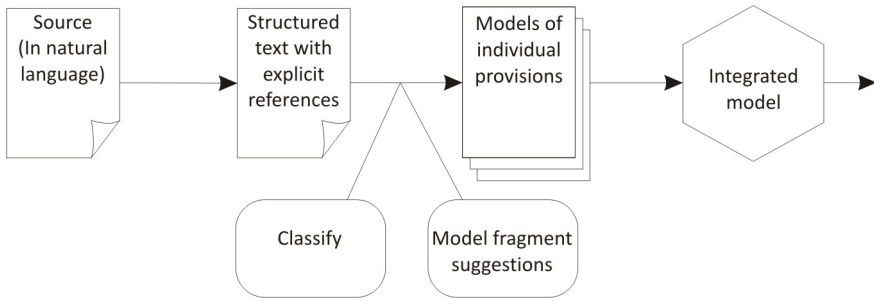 Source
(In natural
language)
Structured
text with
explicit
references
Models of
individual
provisions
Integrated
model
Classify
Model fragment
suggestions